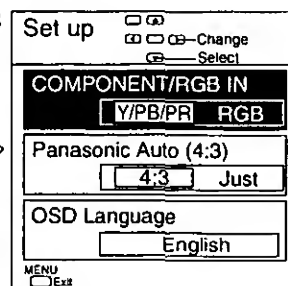 Set up
Change
Select
COMPONENT/RGB IN
Y/PB/PR RGB
Panasonic Auto (4:3)
4:3 Just
OSD Language
English
MENU
Exit